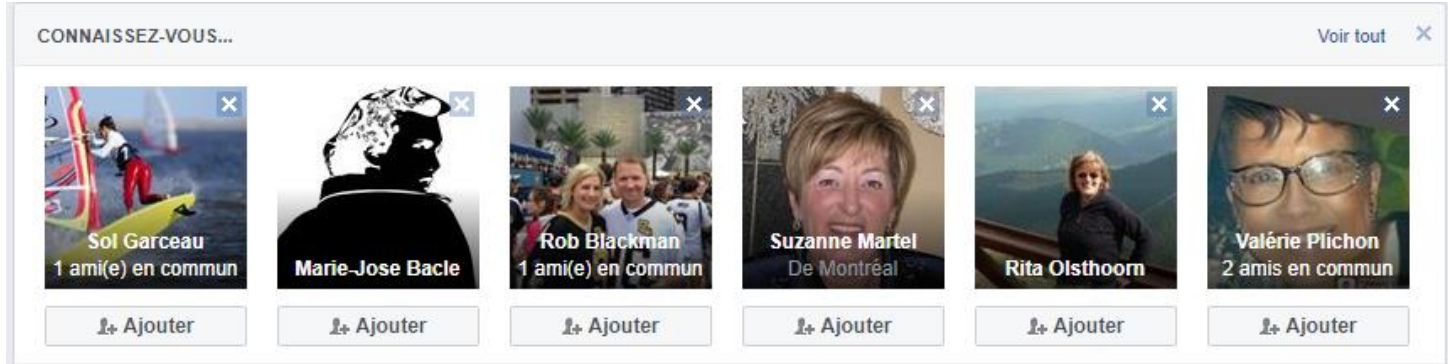 CONNAISSEZ-VOUS...
Voir tout
Sol Garceau
1 ami(e) en commun
Marie-Jose Bacle
Rob Blackman
1 ami(e) en commun
Suzanne Martel
De Montréal
Rita Olsthoorn
Valérie Plichon
2 amis en commun
Ajouter
Ajouter
Ajouter
Ajouter
Ajouter
Ajouter